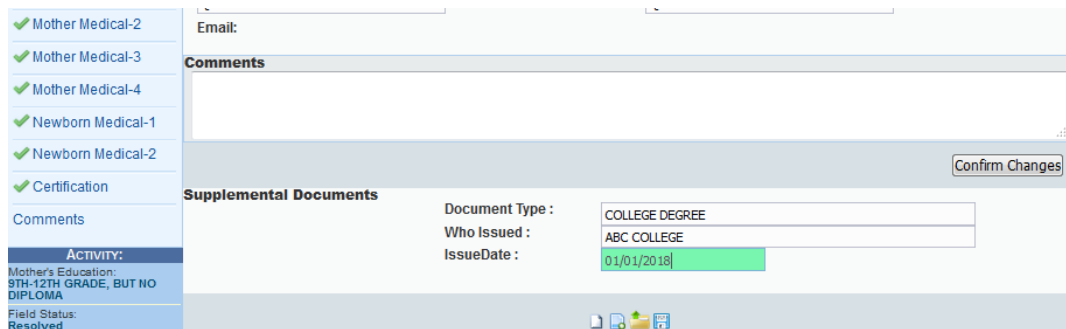 Mother Medical-2
Mother Medical-3
Mother Medical-4
Newborn Medical-1
Newborn Medical-2
Certification
Comments
ACTIVITY:
Mother's Education:
9TH-12TH GRADE, BUT NO
DIPLOMA
Field Status:
Resolved
Email:
Comments
Confirm Changes
Supplemental Documents
Document Type :
COLLEGE DEGREE
Who Issued :
ABC COLLEGE
IssueDate :
01/01/2018